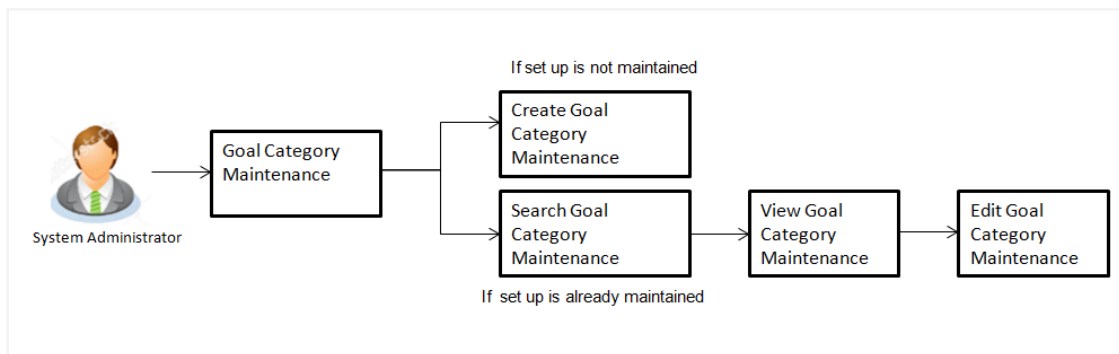 If set up is not maintained
Create Goal
Category
Maintenance
Goal Category
Maintenance
System Administrator
Search Goal
Category
Maintenance
View Goal
Category
Maintenance
Edit Goal
Category
Maintenance
If set up is already maintained